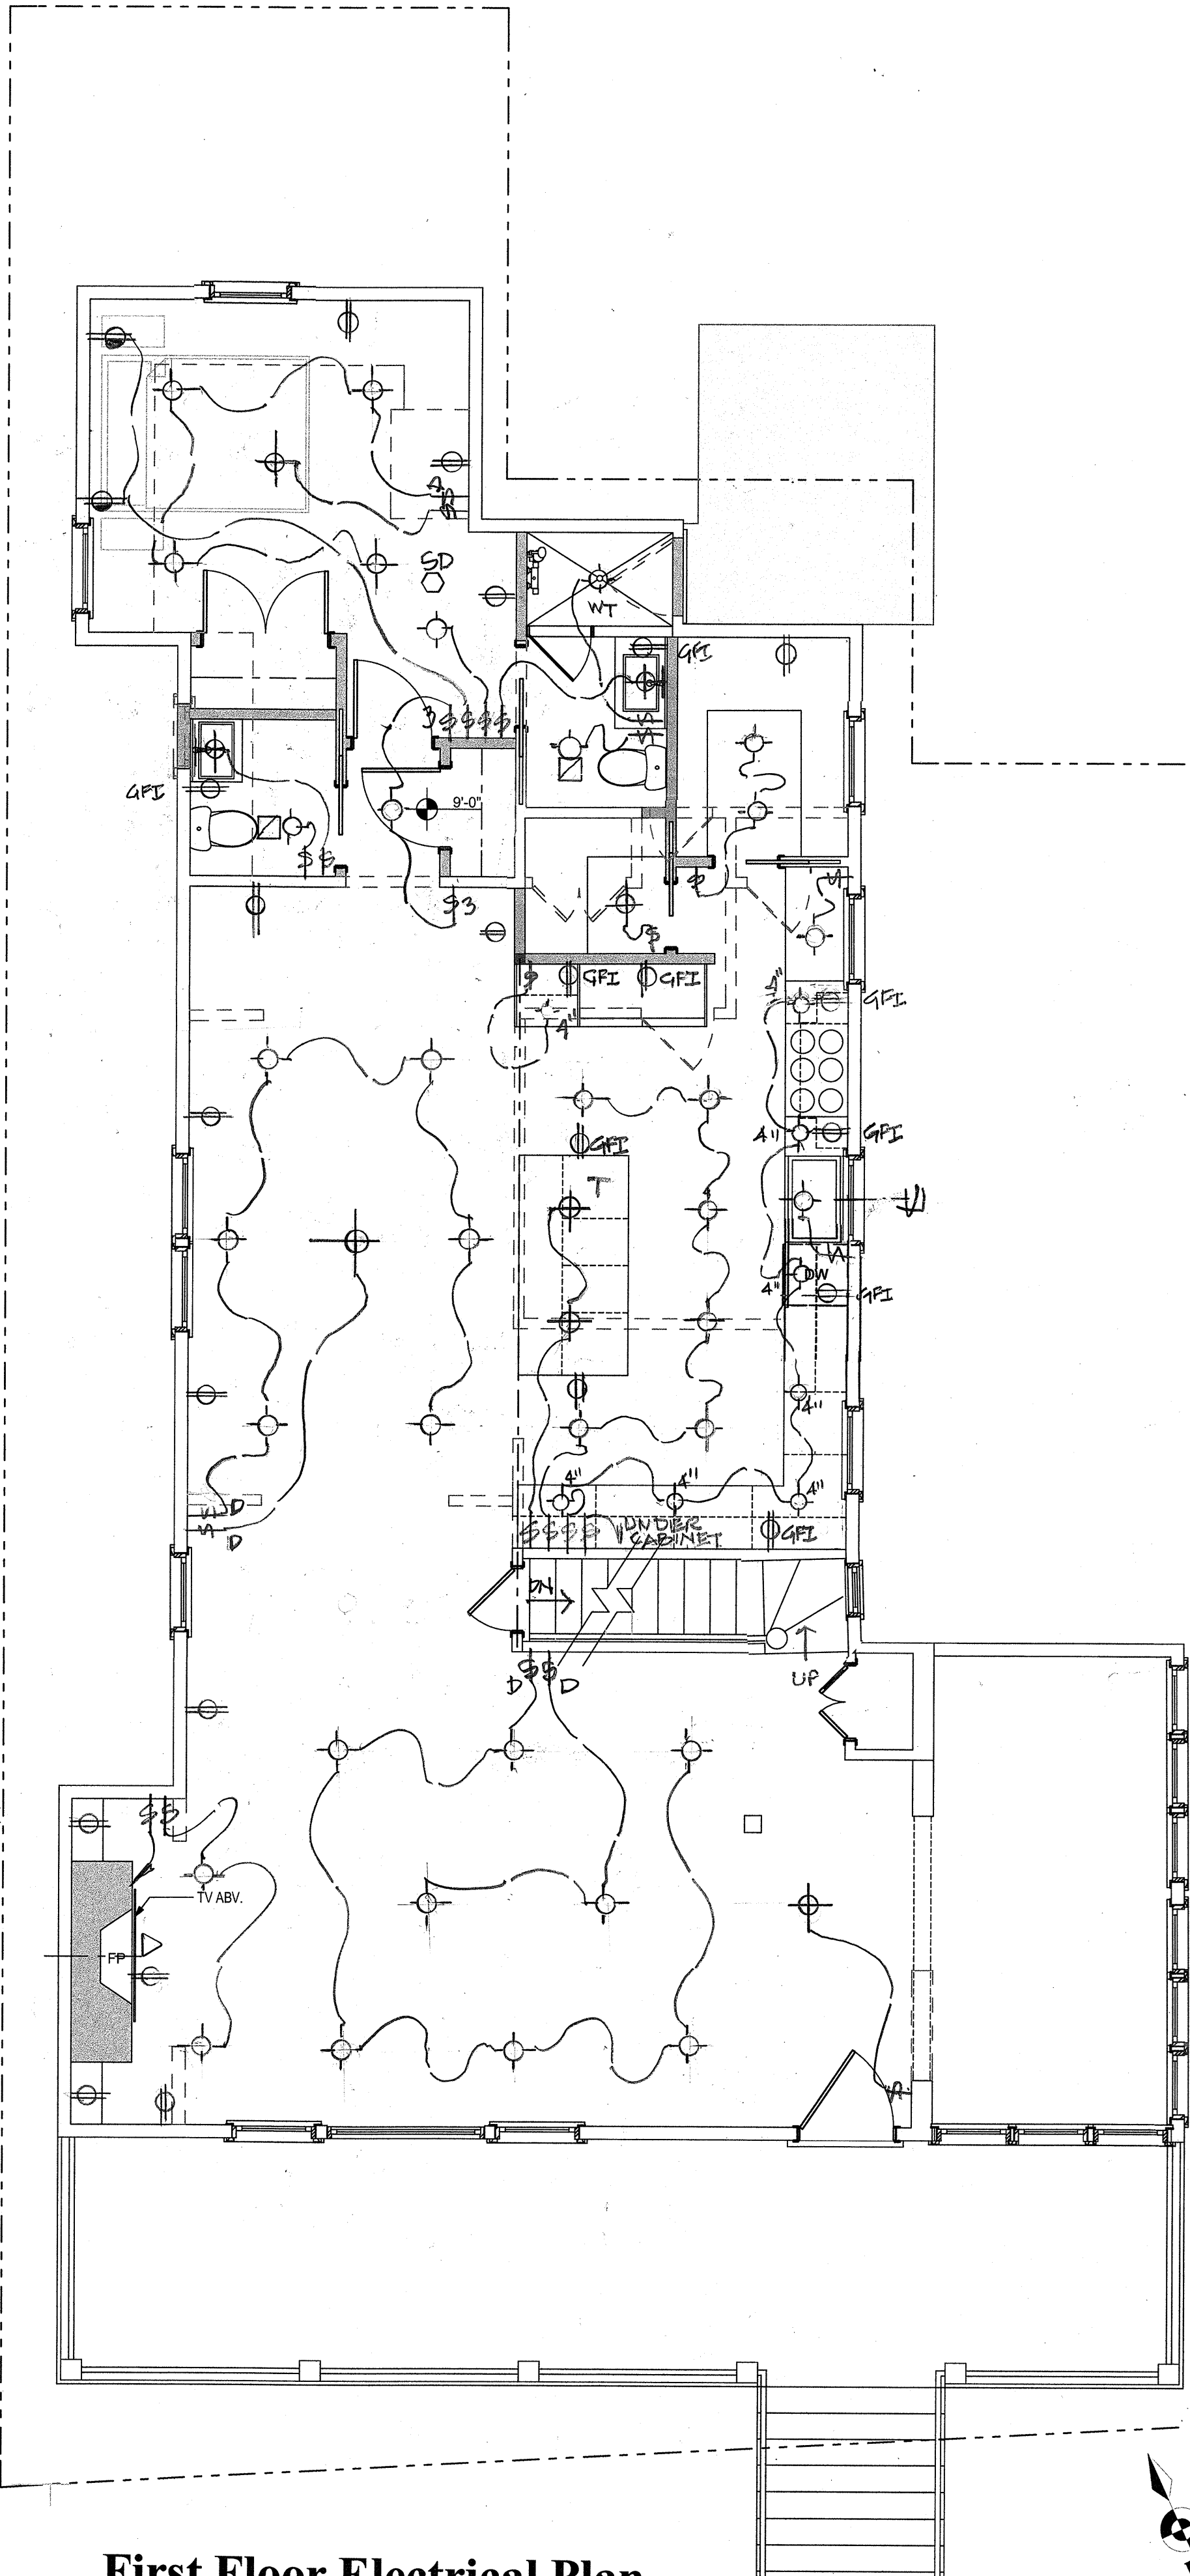 SD
WT
GFI
3 $ $ $ $
$
$
GFI
9'-0"
$ $
$3
$
$
$
GFI
GFI
4"
4"
GFI
GFI
4"
GFI
T
DW
4"
GFI
4"
D
D
4"
4"
4"
$ $ $ $
UNDER
CABINET
GFI
DN
UP
D $ $ D
$ $
TV ABV.
FP
$
First Floor Electrical Plan